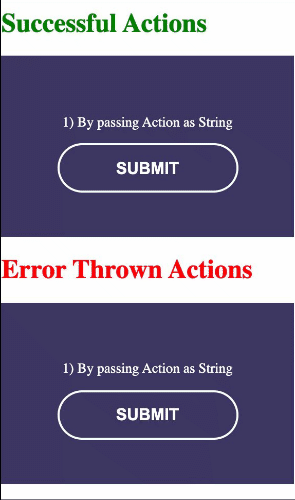 Successful Actions
1) By passing Action as String
SUBMIT
Error Thrown Actions
1) By passing Action as String
SUBMIT